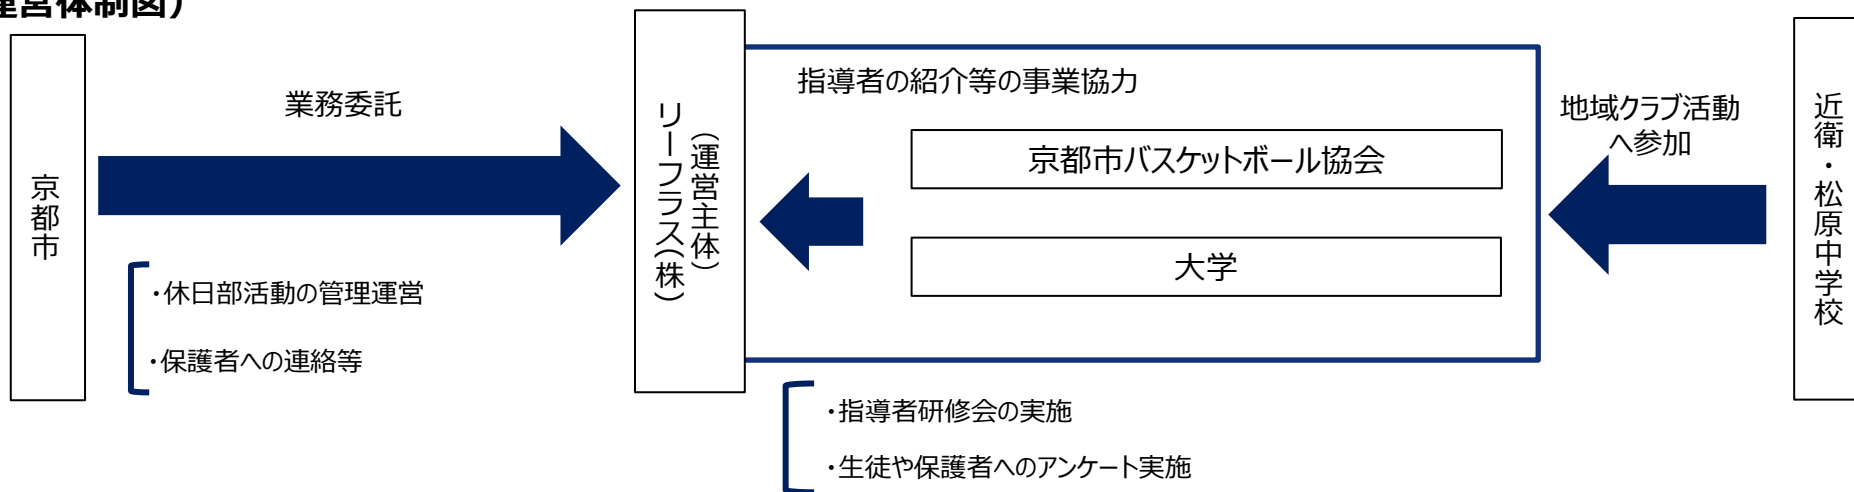 運営体制図）
京都市
業務委託
・休日部活動の管理運営
・保護者への連絡等
（運営主体）
リーフラス（株）
指導者の紹介等の事業協力
京都市バスケットボール協会
大学
・指導者研修会の実施
・生徒や保護者へのアンケート実施
地域クラブ活動
へ参加
近衛・松原中学校